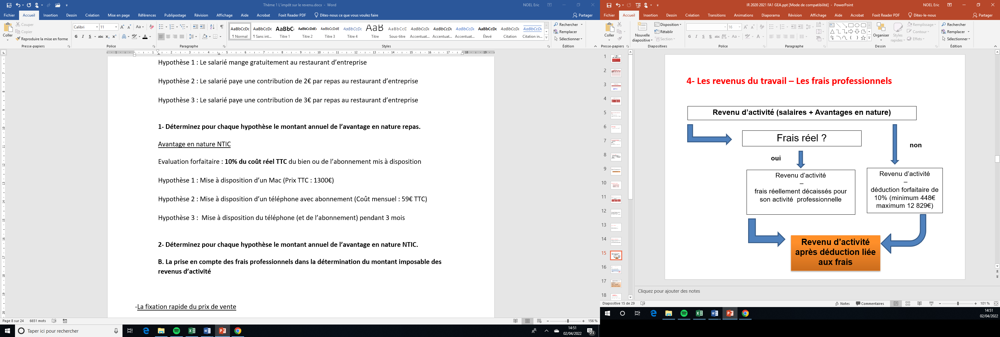 Thème 1 L'impôt sur le revenu.docx - Word
NOEL Eric
Fichier Accueil Insertion Dessin Création Mise en page Références Publipostage Révision Affichage Aide Acrobat Foxit Reader PDF Dites-nous ce que vous voulez faire Partager
Coller
Couper
Copier
Reproduire la mise en forme
Presse-papiers
Calibri 11
Police
Paragraphe
¶ Normal ¶ Sans int... Titre 1 Titre 2 Titre 3 Titre 4 Titre Sous-titre Accentuat... Accentuat... Accentuat... Élevé Citation Citation in...
Styles
Rechercher
Remplacer
Sélectionner
Édition
Hypothèse 1 : Le salarié mange gratuitement au restaurant d’entreprise
Hypothèse 2 : Le salarié paye une contribution de 2€ par repas au restaurant d’entreprise
Hypothèse 3 : Le salarié paye une contribution de 3€ par repas au restaurant d’entreprise
1- Déterminez pour chaque hypothèse le montant annuel de l’avantage en nature repas.
Avantage en nature NTIC
Evaluation forfaitaire : 10% du coût réel TTC du bien ou de l’abonnement mis à disposition
Hypothèse 1 : Mise à disposition d’un Mac (Prix TTC : 1300€)
Hypothèse 2 : Mise à disposition d’un téléphone avec abonnement (Coût mensuel : 59€ TTC)
Hypothèse 3 : Mise à disposition du téléphone (et de l’abonnement) pendant 3 mois
2- Déterminez pour chaque hypothèse le montant annuel de l’avantage en nature NTIC.
B. La prise en compte des frais professionnels dans la détermination du montant imposable des
revenus d’activité
-La fixation rapide du prix de vente
Page 8 sur 24 6651 mots
156 %
Taper ici pour rechercher
14:51
02/04/2022
23
IR 2020 2021 FA1 GEA.ppt [Mode de compatibilité] - PowerPoint
NOEL Eric
Fichier Accueil Insertion Dessin Création Transitions Animations Diaporama Révision Affichage Aide Acrobat Foxit Reader PDF Dites-le-nous Partager
Coller
Presse-papiers
Nouvelle
diapositive
Disposition
Rétablir
Section
Diapositives
16
Police
Paragraphe
Organiser
Styles
rapides
Remplissage
Contour
Effets
Dessin
Rechercher
Remplacer
Sélectionner
Édition
1
2
3
4
5
6
7
8
9
10
11
12
13
14
15
16
17
18
4- Les revenus du travail – Les frais professionnels
Revenu d’activité (salaires + Avantages en nature)
Frais réel ?
non
oui
Revenu d’activité
–
frais réellement décaissés pour
son activité professionnelle
Revenu d’activité
–
déduction forfaitaire de
10% (minimum 448€
maximum 12 829€)
Revenu d’activité
après déduction liée
aux frais
Cliquez pour ajouter des notes
Diapositive 15 de 29
Notes Commentaires
101 %
14:51
02/04/2022